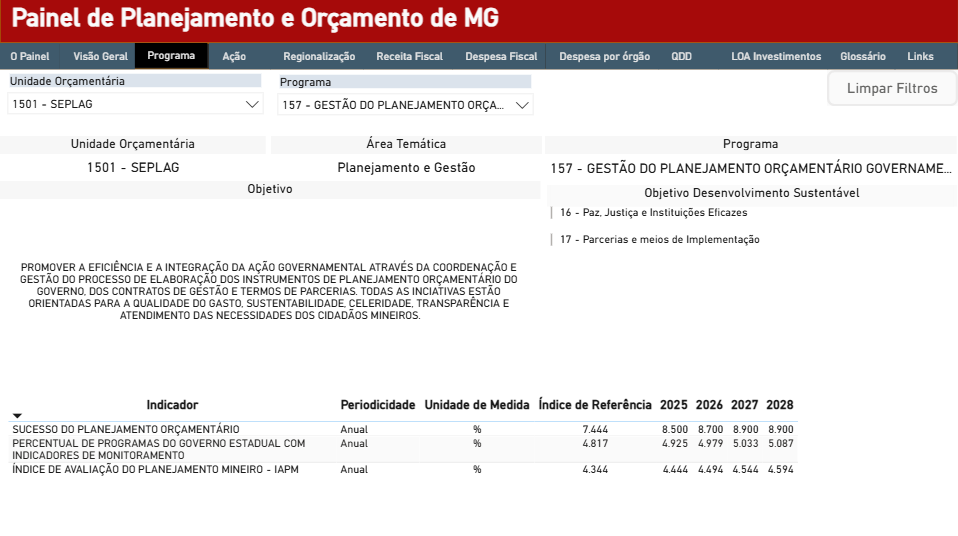 Painel de Planejamento e Orçamento de MG
O Painel Visão Geral Programa Ação Regionalização Receita Fiscal Despesa Fiscal Despesa por órgão QDD LOA Investimentos Glossário Links
Unidade Orçamentária Programa
1501 - SEPLAG 157 - GESTÃO DO PLANEJAMENTO ORÇA... Limpar Filtros
Unidade Orçamentária Área Temática Programa
1501 - SEPLAG Planejamento e Gestão 157 - GESTÃO DO PLANEJAMENTO ORÇAMENTÁRIO GOVERNAME...
Objetivo Objetivo Desenvolvimento Sustentável
16 - Paz, Justiça e Instituições Eficazes
17 - Parcerias e meios de Implementação
PROMOVER A EFICIÊNCIA E A INTEGRAÇÃO DA AÇÃO GOVERNAMENTAL ATRAVÉS DA COORDENAÇÃO E
GESTÃO DO PROCESSO DE ELABORAÇÃO DOS INSTRUMENTOS DE PLANEJAMENTO ORÇAMENTÁRIO DO
GOVERNO, DOS CONTRATOS DE GESTÃO E TERMOS DE PARCERIAS. TODAS AS INCIATIVAS ESTÃO
ORIENTADAS PARA A QUALIDADE DO GASTO, SUSTENTABILIDADE, CELERIDADE, TRANSPARÊNCIA E
ATENDIMENTO DAS NECESSIDADES DOS CIDADÃOS MINEIROS.
Indicador Periodicidade Unidade de Medida Índice de Referência 2025 2026 2027 2028
SUCESSO DO PLANEJAMENTO ORÇAMENTÁRIO Anual % 7.444 8.500 8.700 8.900 8.900
PERCENTUAL DE PROGRAMAS DO GOVERNO ESTADUAL COM Anual % 4.817 4.925 4.979 5.033 5.087
INDICADORES DE MONITORAMENTO
ÍNDICE DE AVALIAÇÃO DO PLANEJAMENTO MINEIRO - IAPM Anual % 4.344 4.444 4.494 4.544 4.594